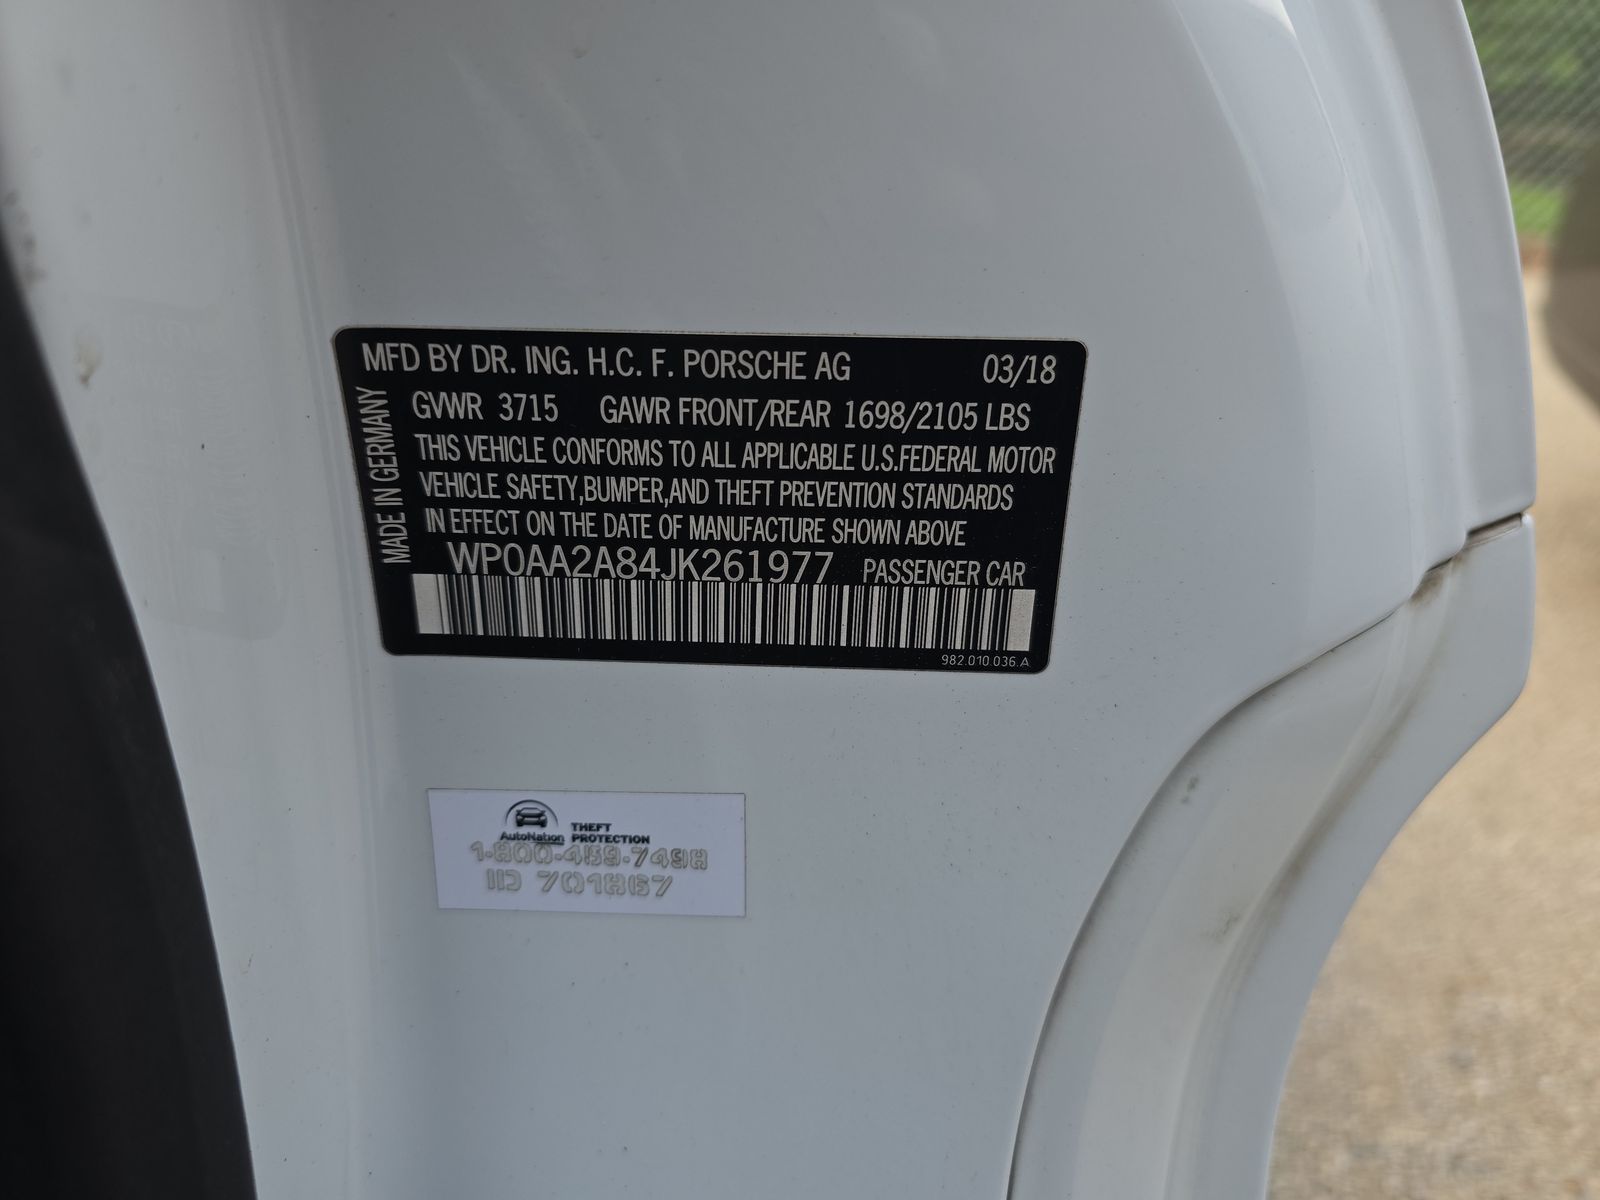 MFD BY DR. ING. H.C. F. PORSCHE AG 03/18
GVWR 3715 GAWR FRONT/REAR 1698/2105 LBS
THIS VEHICLE CONFORMS TO ALL APPLICABLE U.S.FEDERAL MOTOR
VEHICLE SAFETY,BUMPER,AND THEFT PREVENTION STANDARDS
IN EFFECT ON THE DATE OF MANUFACTURE SHOWN ABOVE
WP0AA2A84JK261977 PASSENGER CAR
MADE IN GERMANY
982.010.036.A
AutoNation THEFT
PROTECTION
1-800-459-7498
ID 701867